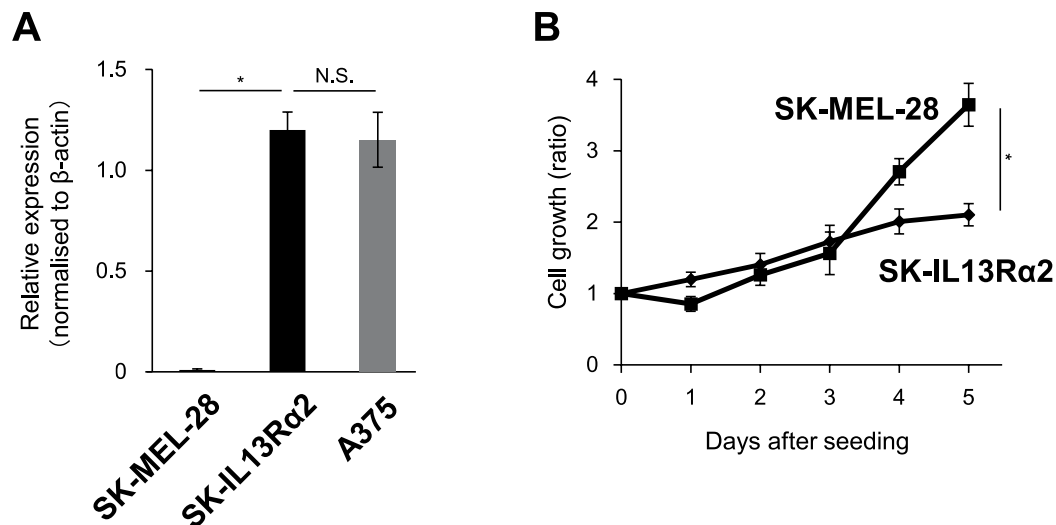 A
Relative expression
(normalised to β-actin)
1.5
1.0
0.5
0
*
N.S.
SK-MEL-28
SK-IL13Rα2
A375
B
Cell growth (ratio)
4
3
2
1
0
SK-MEL-28
*
SK-IL13Rα2
0 1 2 3 4 5
Days after seeding